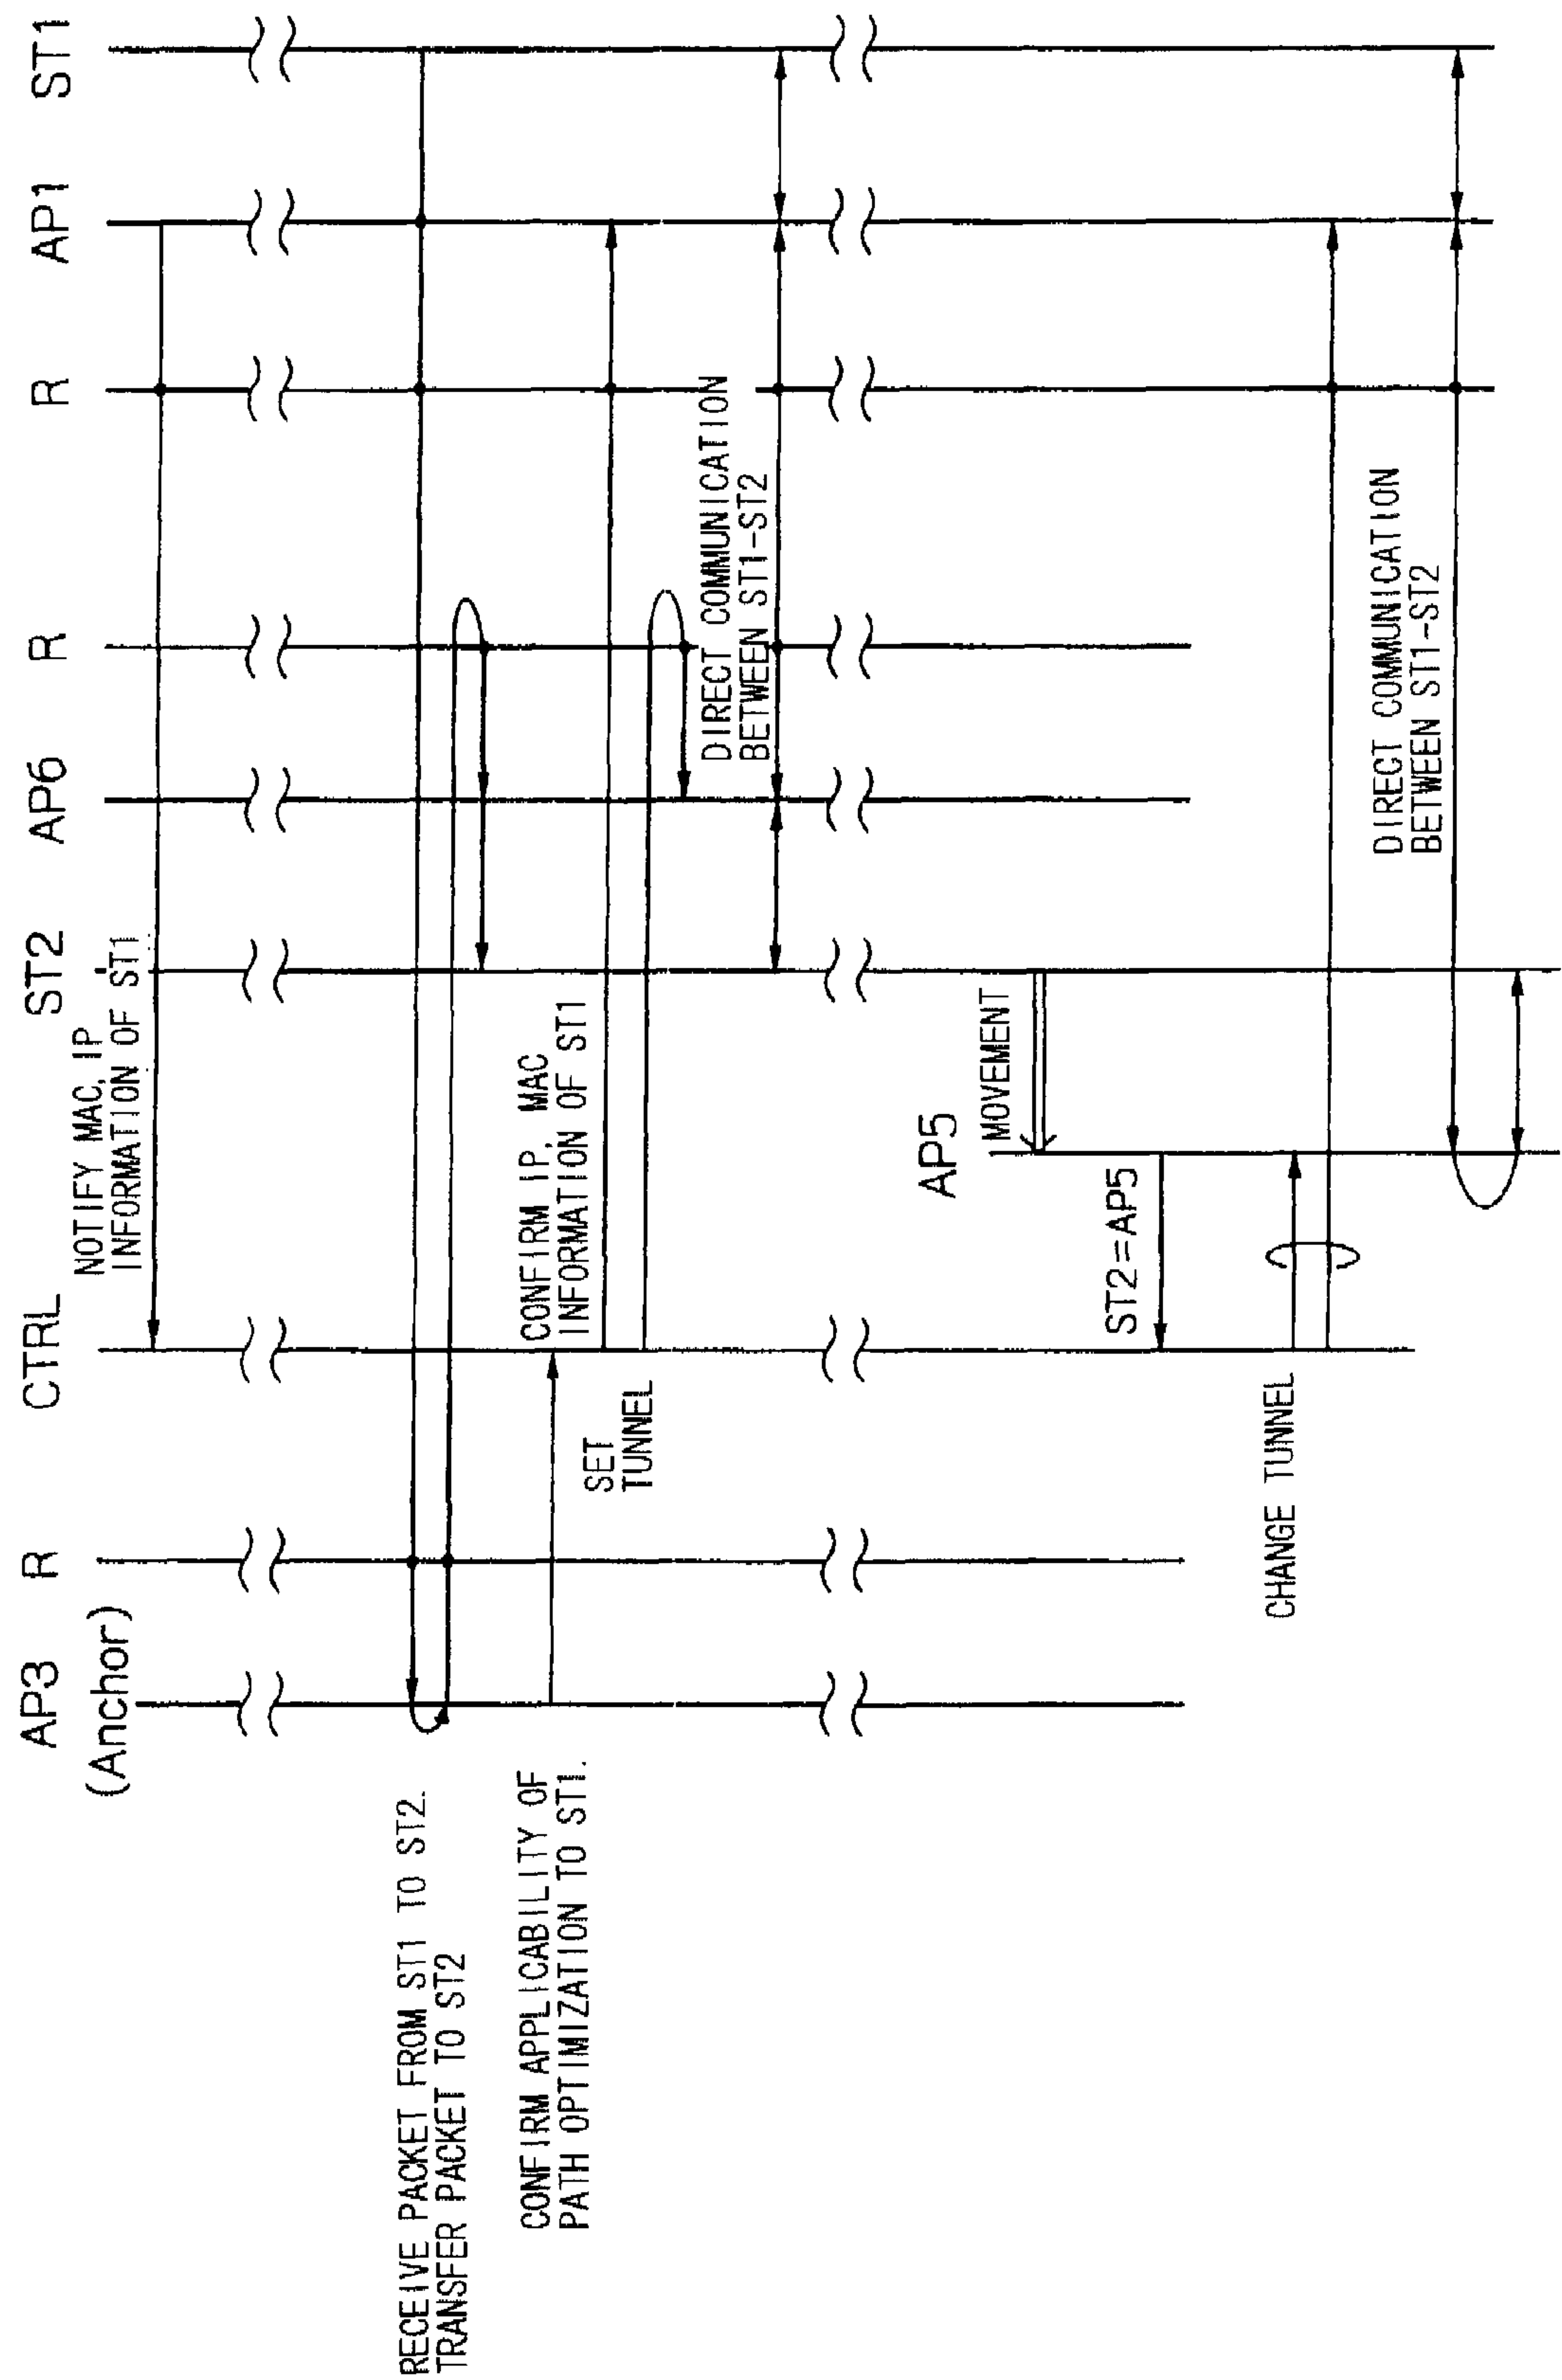 AP3
(Anchor)
R
CTRL
ST2
AP6
R
R
AP1
ST1
NOTIFY MAC, IP
INFORMATION OF ST1
RECEIVE PACKET FROM ST1 TO ST2.
TRANSFER PACKET TO ST2
CONFIRM APPLICABILITY OF
PATH OPTIMIZATION TO ST1.
CONFIRM IP, MAC
INFORMATION OF ST1
SET
TUNNEL
DIRECT COMMUNICATION
BETWEEN ST1-ST2
AP5
MOVEMENT
ST2=AP5
CHANGE TUNNEL
DIRECT COMMUNICATION
BETWEEN ST1-ST2